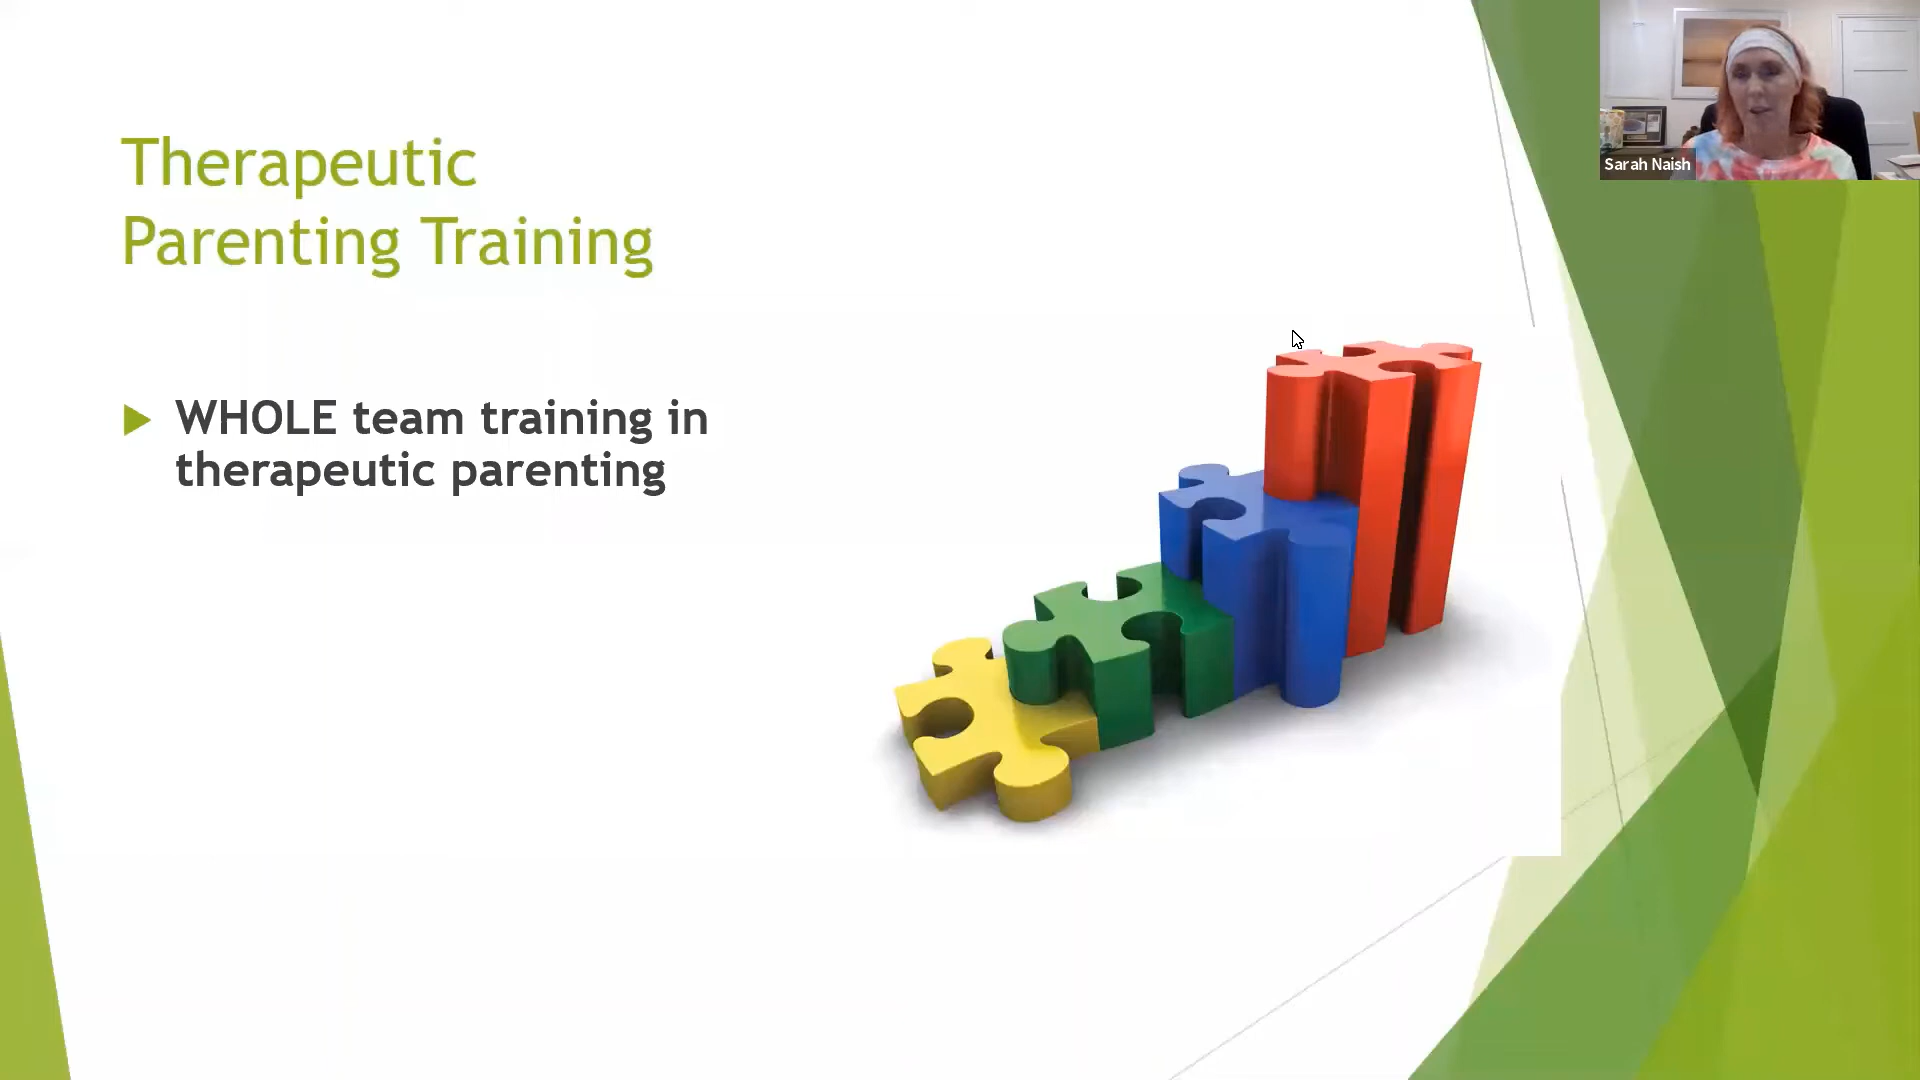 Therapeutic
Parenting Training
WHOLE team training in
therapeutic parenting
Sarah Naish